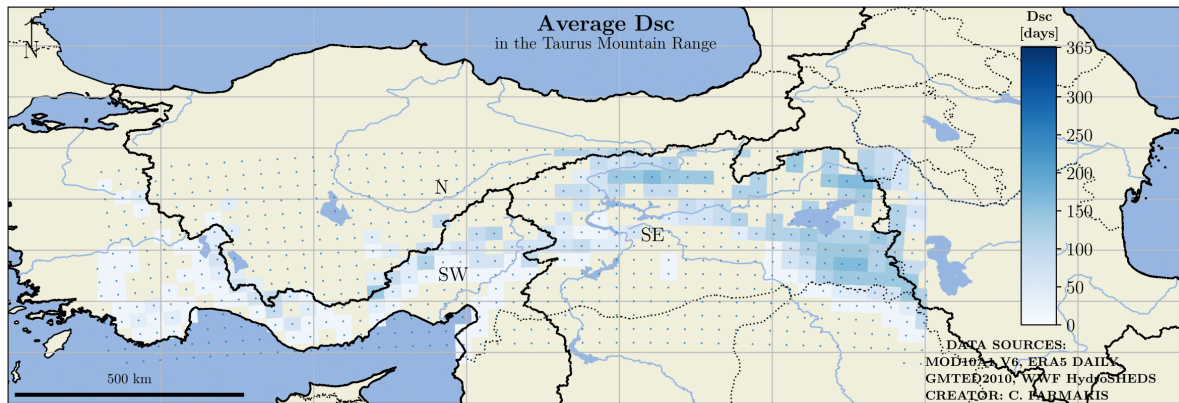 Average Dsc
in the Taurus Mountain Range
N
Dsc
[days]
365
300
250
200
150
100
50
0
N
SE
SW
500 km
DATA SOURCES:
MOD10A1 V6, ERA5 DAILY,
GMTED2010, WWF HydroSHEDS
CREATOR: C. FARMAKIS